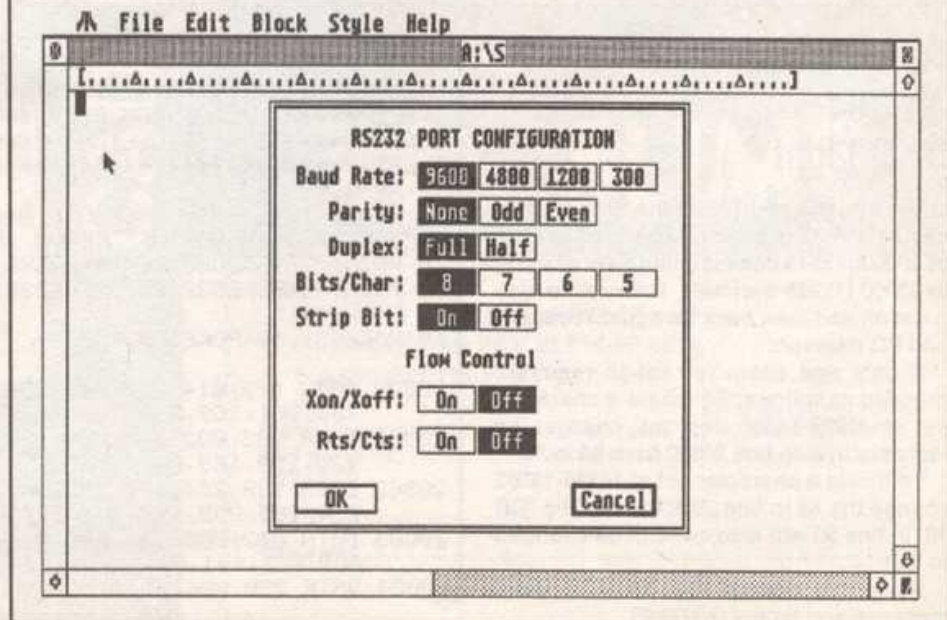 File Edit Block Style Help
A:\S
RS232 PORT CONFIGURATION
Baud Rate: 9600 4800 1200 300
Parity: None Odd Even
Duplex: Full Half
Bits/Char: 8 7 6 5
Strip Bit: On Off
Flow Control
Xon/Xoff: On Off
Rts/Cts: On Off
OK Cancel